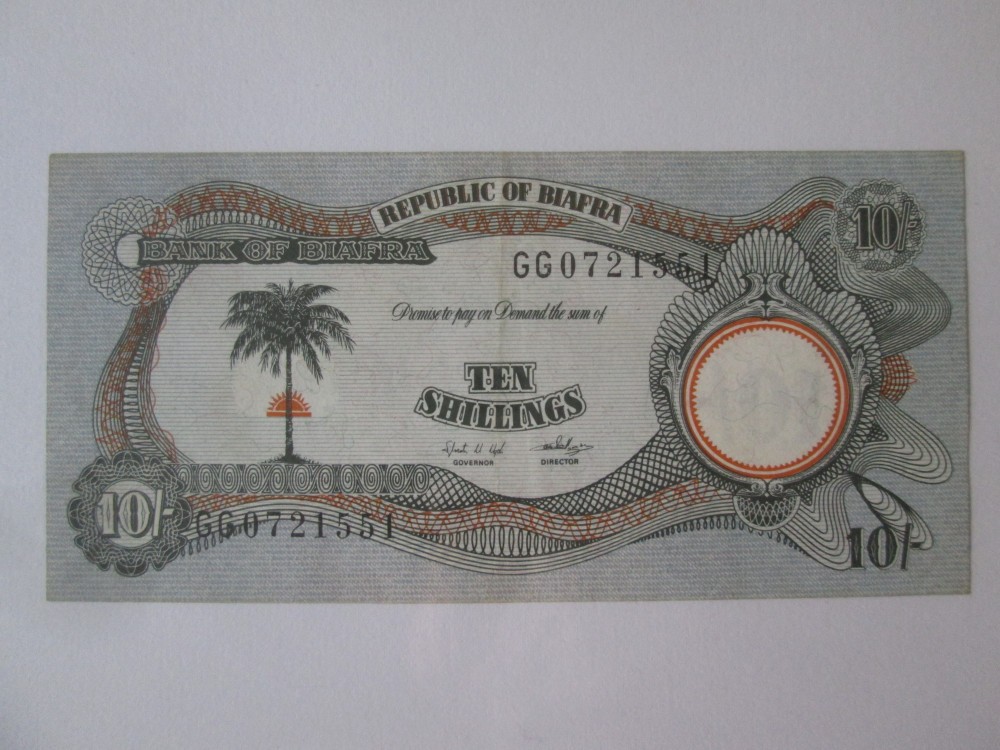 REPUBLIC OF BIAFRA
10/-
BANK OF BIAFRA
GG0721551
Promise to pay on Demand the sum of
TEN
SHILLINGS
GOVERNOR
DIRECTOR
10/-
GG0721551
10/-